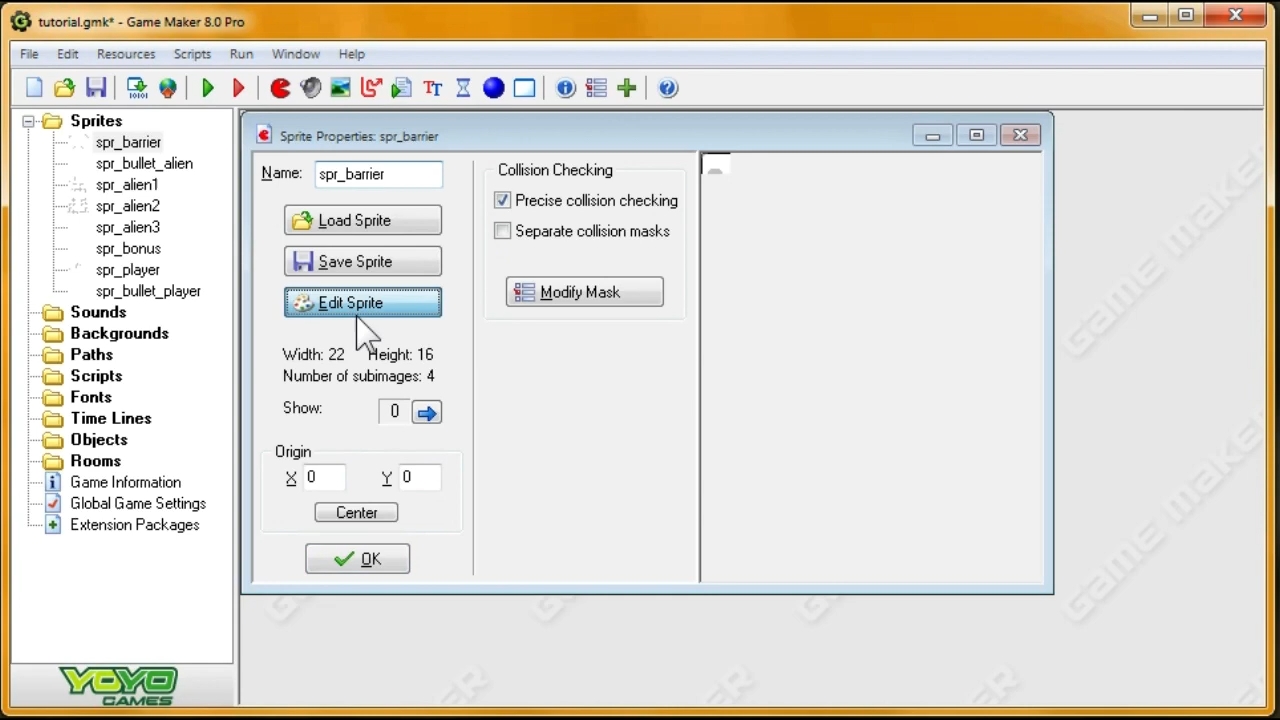 tutorial.gmk* - Game Maker 8.0 Pro
File Edit Resources Scripts Run Window Help
Sprites
spr_barrier
spr_bullet_alien
spr_alien1
spr_alien2
spr_alien3
spr_bonus
spr_player
spr_bullet_player
Sounds
Backgrounds
Paths
Scripts
Fonts
Time Lines
Objects
Rooms
Game Information
Global Game Settings
Extension Packages
YOYO
GAMES
Sprite Properties: spr_barrier
Name: spr_barrier
Load Sprite
Save Sprite
Edit Sprite
Width: 22 Height: 16
Number of subimages: 4
Show: 0
Origin
X 0 Y 0
Center
OK
Collision Checking
Precise collision checking
Separate collision masks
Modify Mask
GAME MAKER
GAME MAKER